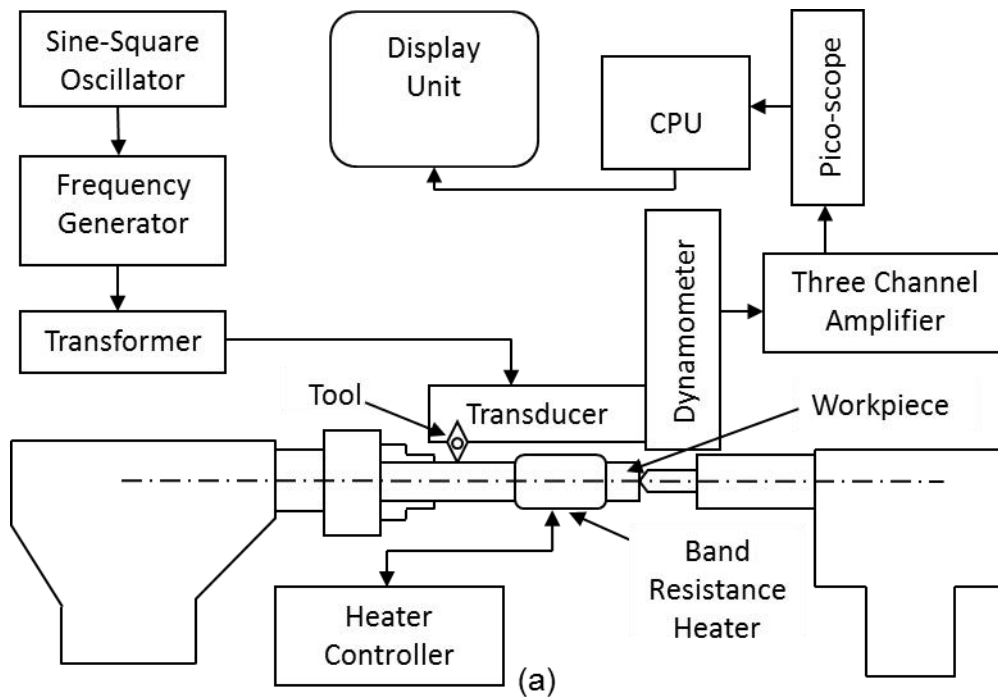 Sine-Square
Oscillator
Display
Unit
CPU
Pico-scope
Frequency
Generator
Three Channel
Amplifier
Transformer
Dynamometer
Tool
Transducer
Workpiece
Band
Resistance
Heater
Heater
Controller
(a)